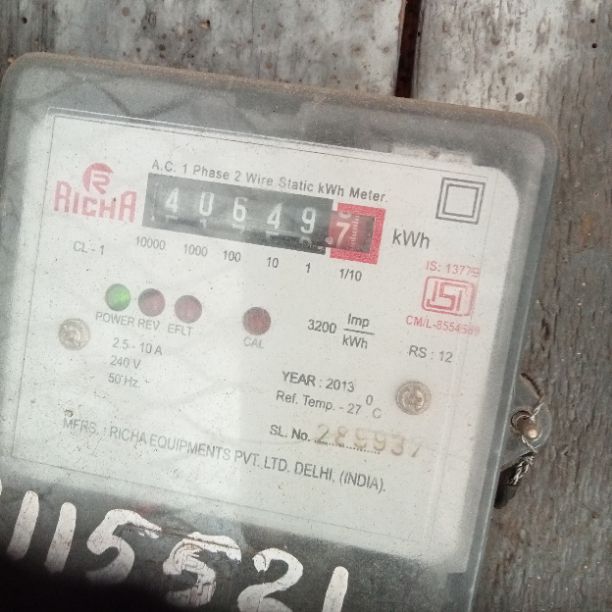 A.C. 1 Phase 2 Wire Static kWh Meter.
RICHA
4 0 6 4 9 7 kWh
CL - 1 10000 1000 100 10 1 1/10
IS: 13779
ISI
CM/L-8554589
POWER REV EFLT CAL
3200 Imp/kWh
RS : 12
2.5 - 10 A
240 V
50 Hz.
YEAR : 2013
Ref. Temp. - 27 °C
SL. No. 289937
MFRS. : RICHA EQUIPMENTS PVT. LTD. DELHI, (INDIA).
115521